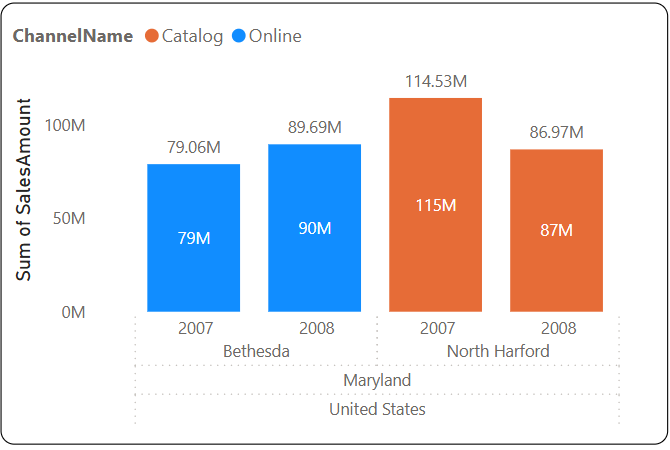 ChannelName Catalog Online
Sum of SalesAmount
100M
50M
0M
79.06M
89.69M
114.53M
86.97M
79M
90M
115M
87M
2007 2008 2007 2008
Bethesda North Harford
Maryland
United States